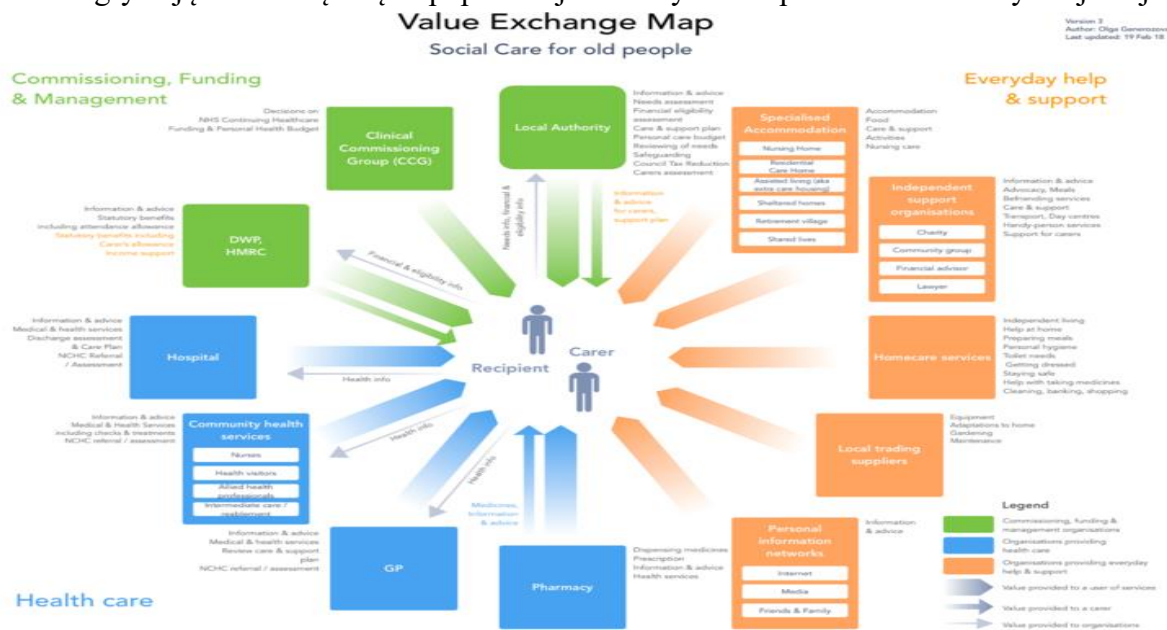 Value Exchange Map
Social Care for old people
Version 3
Author: Olga Generozova
Last updated: 19 Feb 18
Commissioning, Funding
& Management
Everyday help
& support
Decisions on
NHS Continuing Healthcare
Funding & Personal Health Budget
Clinical
Commissioning
Group (CCG)
Local Authority
Information & advice
Needs assessment
Financial eligibility
assessment
Care & support plan
Personal care budget
Reviewing of needs
Safeguarding
Council Tax Reduction
Carers assessment
Specialised
Accommodation
Nursing Home
Residential
Care Home
Assisted living (aka
extra care housing)
Sheltered homes
Retirement village
Shared lives
Accommodation
Food
Care & support
Activities
Nursing care
Needs info, financial &
eligibility info
Information
& advice
for carers,
support plan
Independent
support
organisations
Charity
Community group
Financial advisor
Lawyer
Information & advice
Advocacy, Meals
Befriending services
Care & support
Transport, Day centres
Handy-person services
Support for carers
Information & advice
Statutory benefits
including attendance allowance
Statutory benefits including
Carer's allowance
Income support
DWP,
HMRC
Financial & eligibility info
Information & advice
Medical & health services
Discharge assessment
& Care Plan
NCHC Referral
/ Assessment
Hospital
Health info
Recipient
Carer
Homecare services
Independent living
Help at home
Preparing meals
Personal hygiene
Toilet needs
Getting dressed
Staying safe
Help with taking medicines
Cleaning, banking, shopping
Information & advice
Medical & Health Services
including checks & treatments
NCHC referral / assessment
Community health
services
Nurses
Health visitors
Allied health
professionals
Intermediate care /
reablement
Health info
Health info
Local trading
suppliers
Equipment
Adaptations to home
Gardening
Maintenance
Information & advice
Medical & health services
Review care & support
plan
NCHC referral / assessment
GP
Medicines,
Information
& advice
Pharmacy
Dispensing medicines
Prescription
Information & advice
Health services
Personal
information
networks
Internet
Media
Friends & Family
Information
& advice
Health care
Legend
Commissioning, funding &
management organisations
Organisations providing
health care
Organisations providing everyday
help & support
Value provided to a user of services
Value provided to a carer
Value provided to organisations